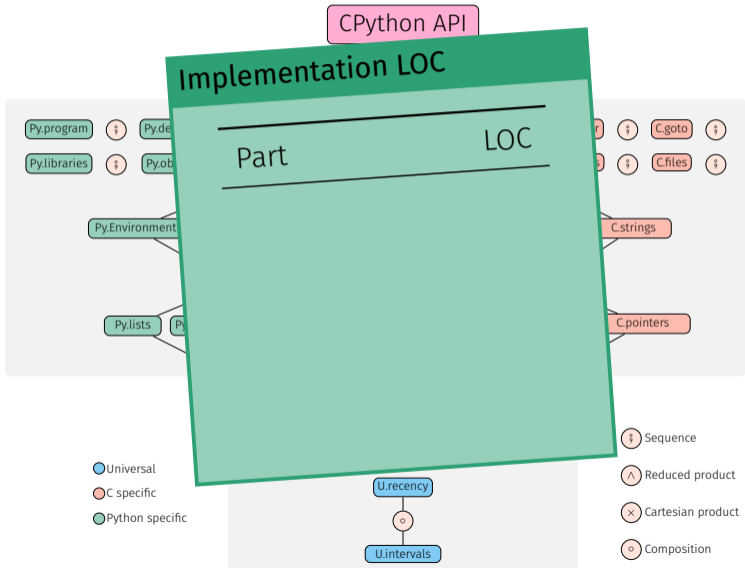 CPython API
Implementation LOC
Part LOC
Py.program
C.goto
Py.libraries
C.files
Py.Environment
C.strings
Py.lists
C.pointers
Universal
C specific
Python specific
U.recency
U.intervals
Sequence
Reduced product
Cartesian product
Composition